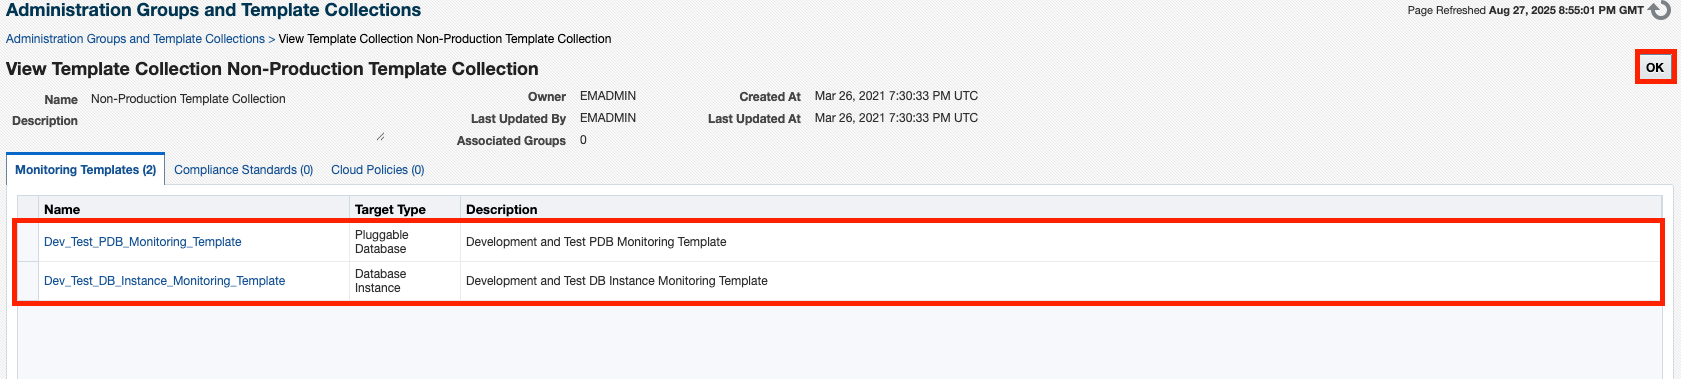 Administration Groups and Template Collections
Page Refreshed Aug 27, 2025 8:55:01 PM GMT
Administration Groups and Template Collections > View Template Collection Non-Production Template Collection
View Template Collection Non-Production Template Collection
OK
Name Non-Production Template Collection
Description
Owner EMADMIN
Last Updated By EMADMIN
Associated Groups 0
Created At Mar 26, 2021 7:30:33 PM UTC
Last Updated At Mar 26, 2021 7:30:33 PM UTC
Monitoring Templates (2) Compliance Standards (0) Cloud Policies (0)
Name Target Type Description
Dev_Test_PDB_Monitoring_Template Pluggable Database Development and Test PDB Monitoring Template
Dev_Test_DB_Instance_Monitoring_Template Database Instance Development and Test DB Instance Monitoring Template